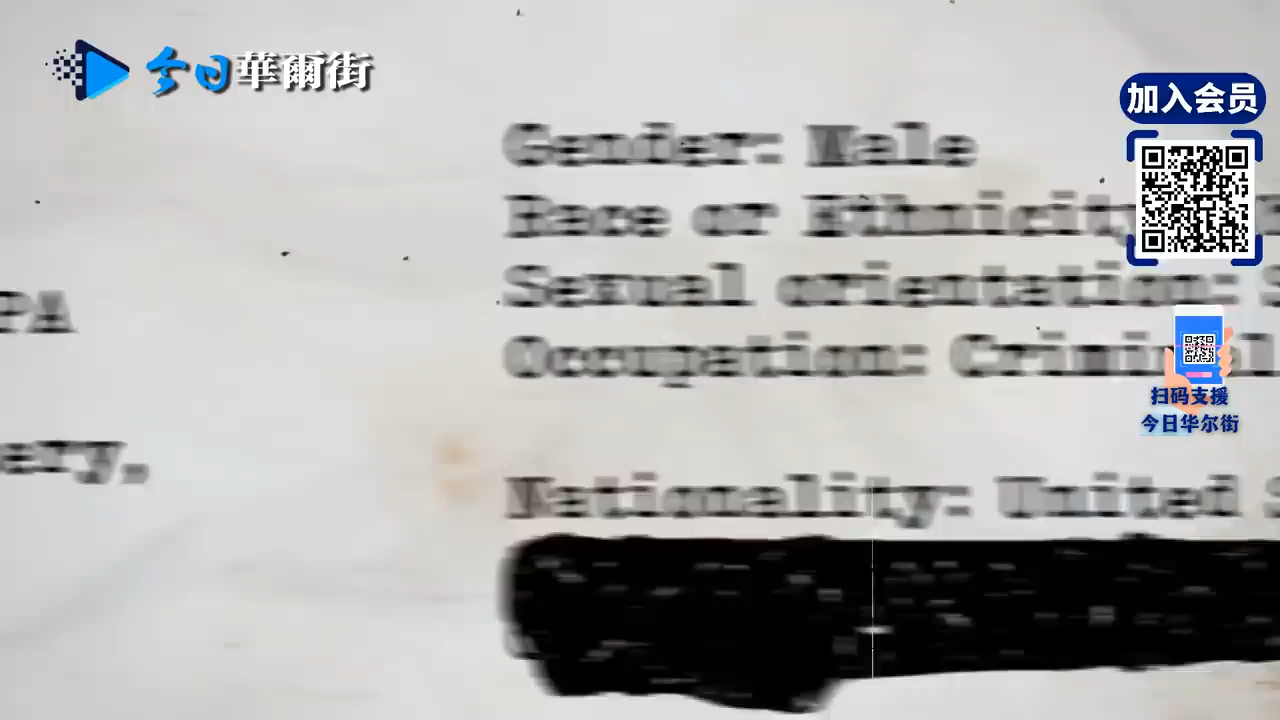 今日華爾街
加入会员
Gender: Male
Race or Ethnicity
Sexual orientation: S
PA
Occupation: Criminal
扫码支援
今日华尔街
ery,
Nationality: United S